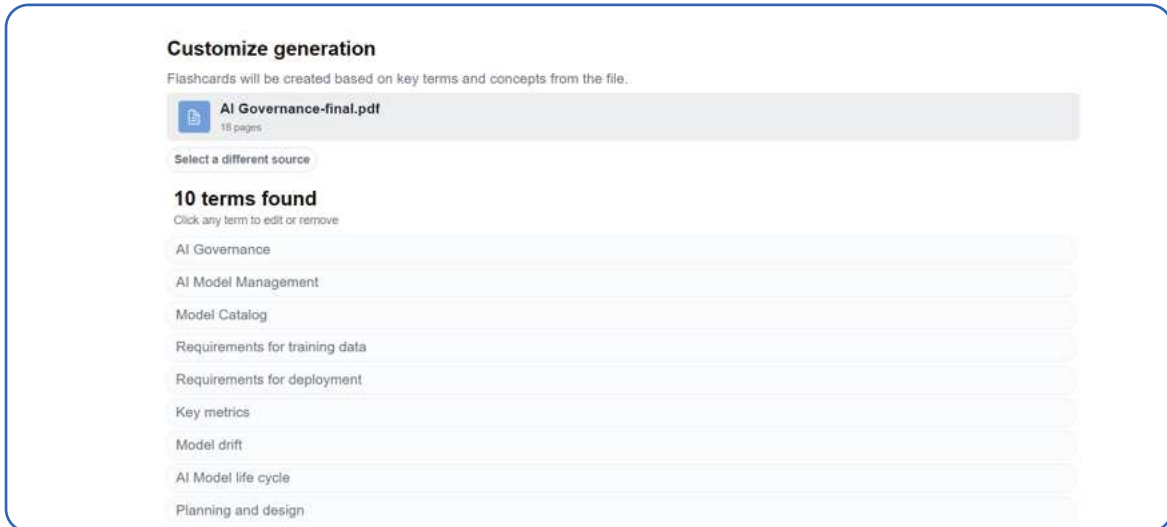 Customize generation
Flashcards will be created based on key terms and concepts from the file.
AI Governance-final.pdf
18 pages
Select a different source
10 terms found
Click any term to edit or remove
AI Governance
AI Model Management
Model Catalog
Requirements for training data
Requirements for deployment
Key metrics
Model drift
AI Model life cycle
Planning and design